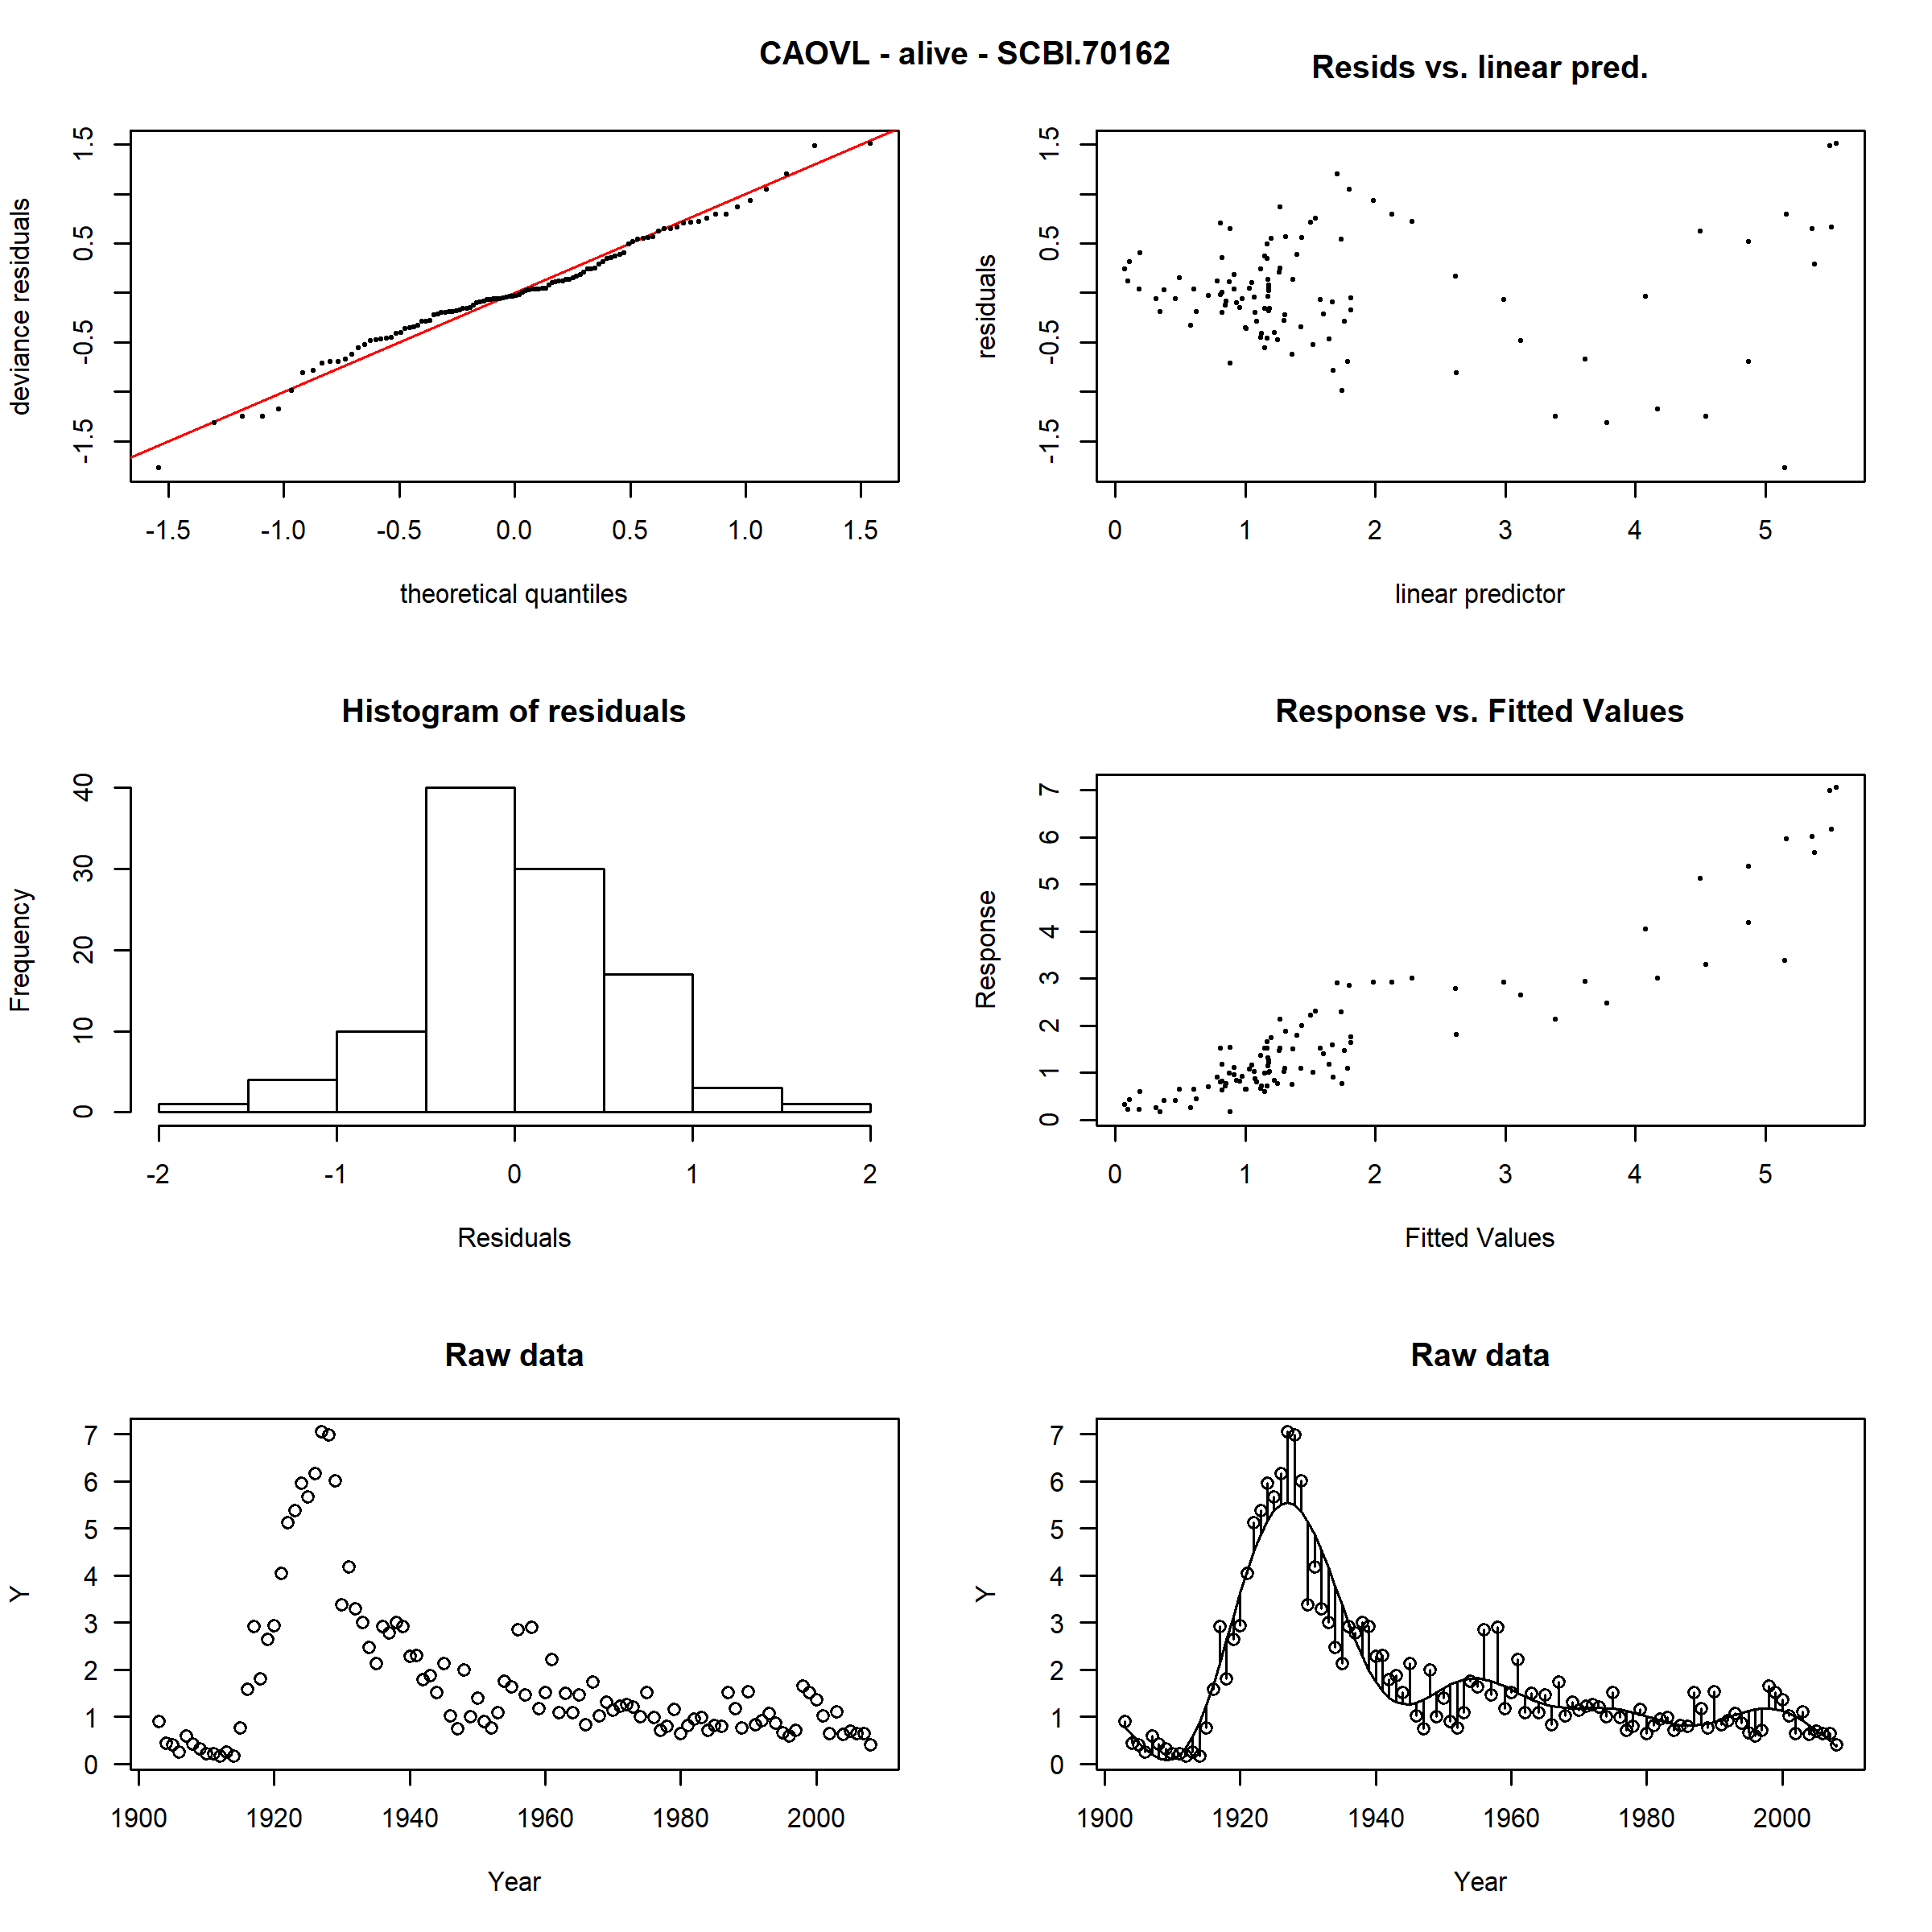 CAOVL - alive - SCBI.70162
Resids vs. linear pred.
deviance residuals
1.5
0.5
-0.5
-1.5
-1.5 -1.0 -0.5 0.0 0.5 1.0 1.5
theoretical quantiles
residuals
1.5
0.5
-0.5
-1.5
0 1 2 3 4 5
linear predictor
Histogram of residuals
Frequency
40
30
20
10
0
-2 -1 0 1 2
Residuals
Response vs. Fitted Values
Response
7
6
5
4
3
2
1
0
0 1 2 3 4 5
Fitted Values
Raw data
Y
7
6
5
4
3
2
1
0
1900 1920 1940 1960 1980 2000
Year
Raw data
Y
7
6
5
4
3
2
1
0
1900 1920 1940 1960 1980 2000
Year